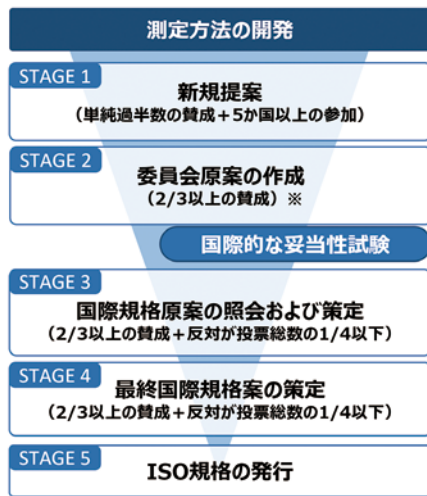 測定方法の開発
STAGE 1
新規提案
（単純過半数の賛成＋5か国以上の参加）
STAGE 2
委員会原案の作成
（2/3以上の賛成）※
国際的な妥当性試験
STAGE 3
国際規格原案の照会および策定
（2/3以上の賛成＋反対が投票総数の1/4以下）
STAGE 4
最終国際規格案の策定
（2/3以上の賛成＋反対が投票総数の1/4以下）
STAGE 5
ISO規格の発行